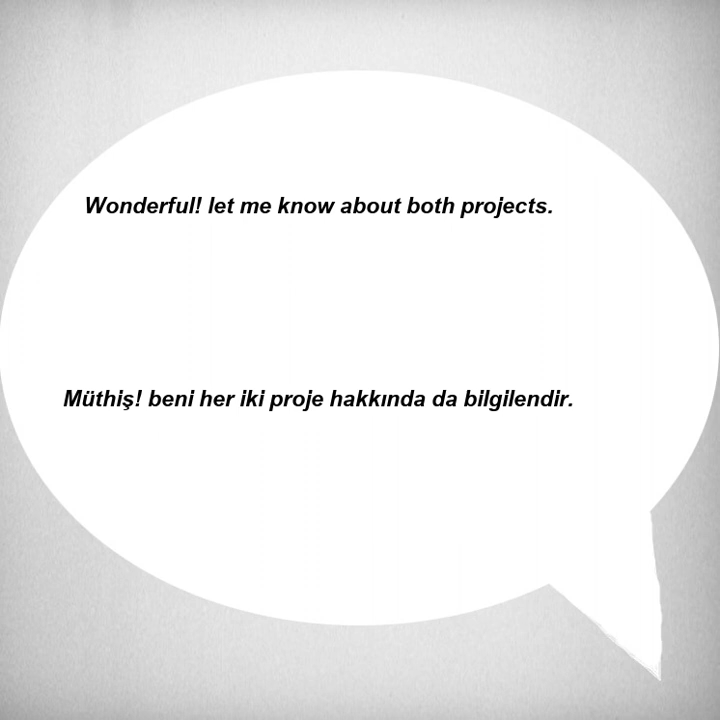 Wonderful! let me know about both projects.
Müthiş! beni her iki proje hakkında da bilgilendir.